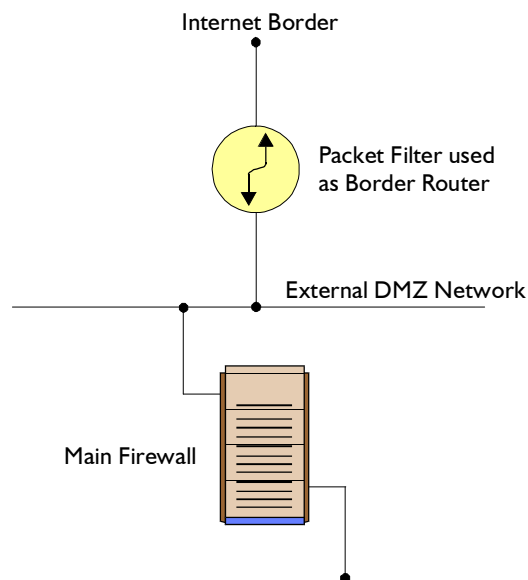 Internet Border
Packet Filter used
as Border Router
External DMZ Network
Main Firewall